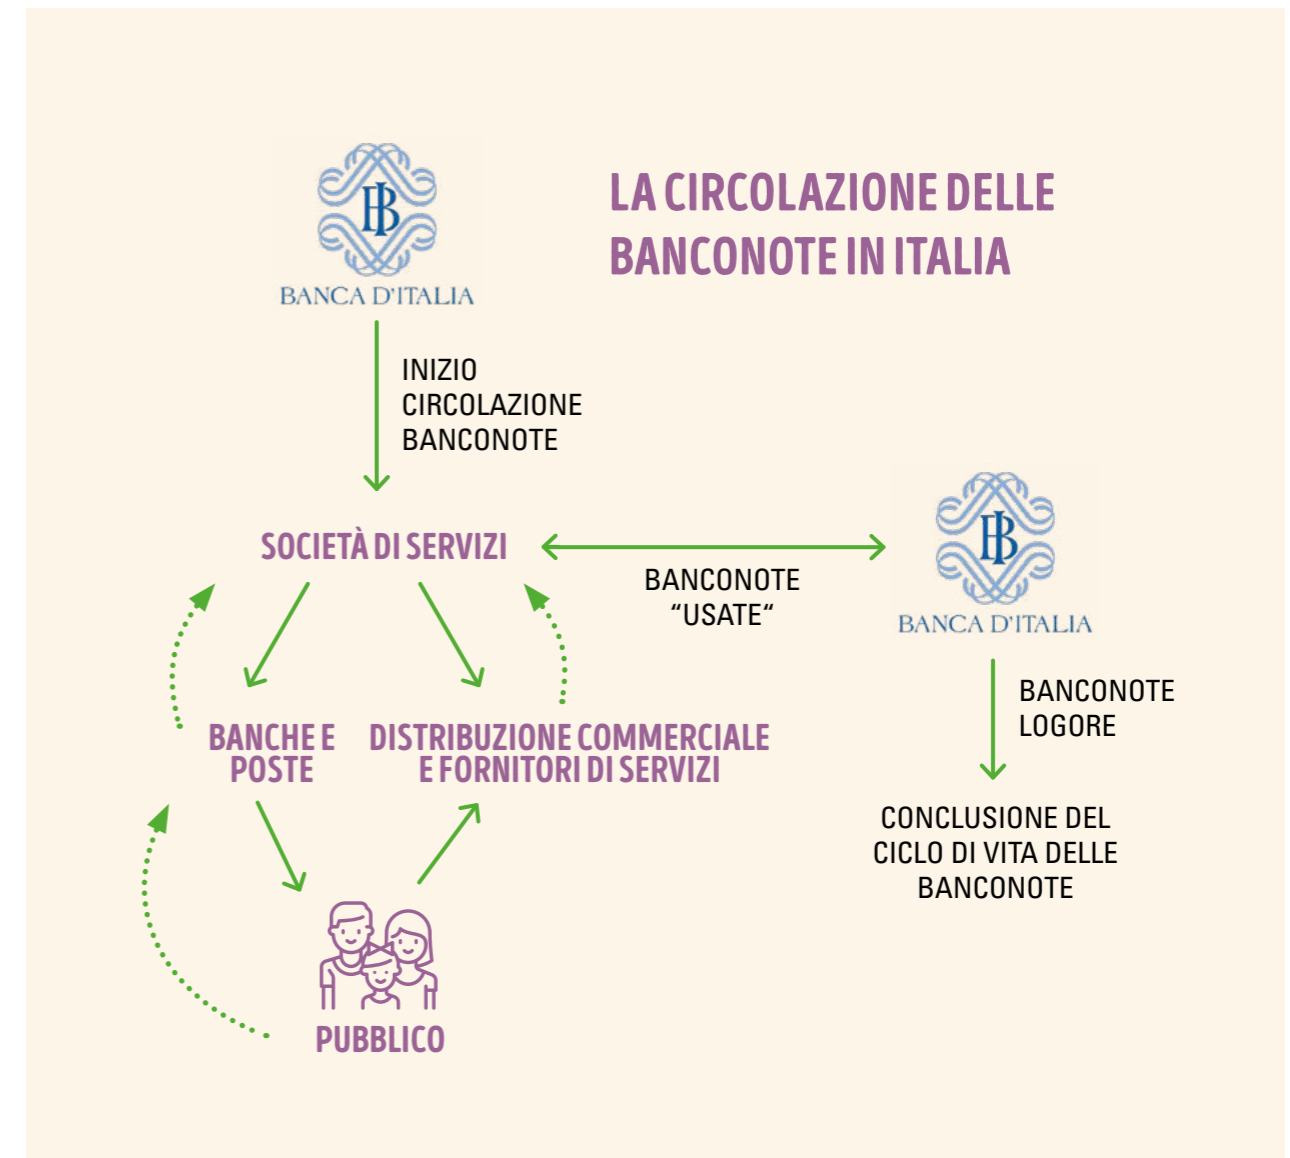 BANCA D'ITALIA
LA CIRCOLAZIONE DELLE
BANCONOTE IN ITALIA
INIZIO
CIRCOLAZIONE
BANCONOTE
SOCIETÀ DI SERVIZI
BANCONOTE
“USATE“
BANCA D'ITALIA
BANCONOTE
LOGORE
BANCHE E
POSTE
DISTRIBUZIONE COMMERCIALE
E FORNITORI DI SERVIZI
CONCLUSIONE DEL
CICLO DI VITA DELLE
BANCONOTE
PUBBLICO